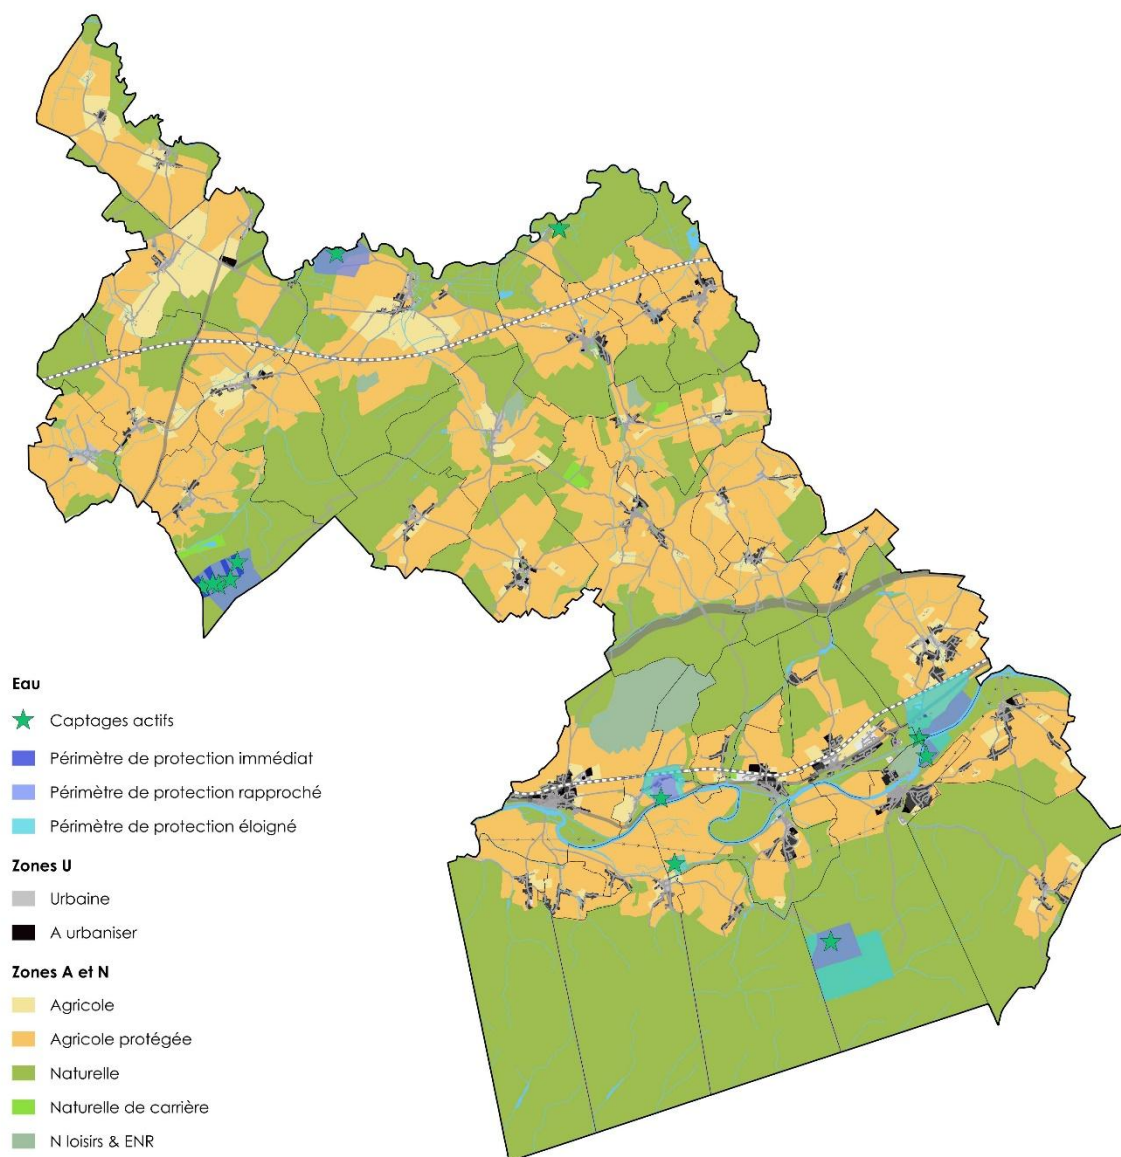 Eau
Captages actifs
Périmètre de protection immédiat
Périmètre de protection rapproché
Périmètre de protection éloigné
Zones U
Urbaine
A urbaniser
Zones A et N
Agricole
Agricole protégée
Naturelle
Naturelle de carrière
N loisirs & ENR